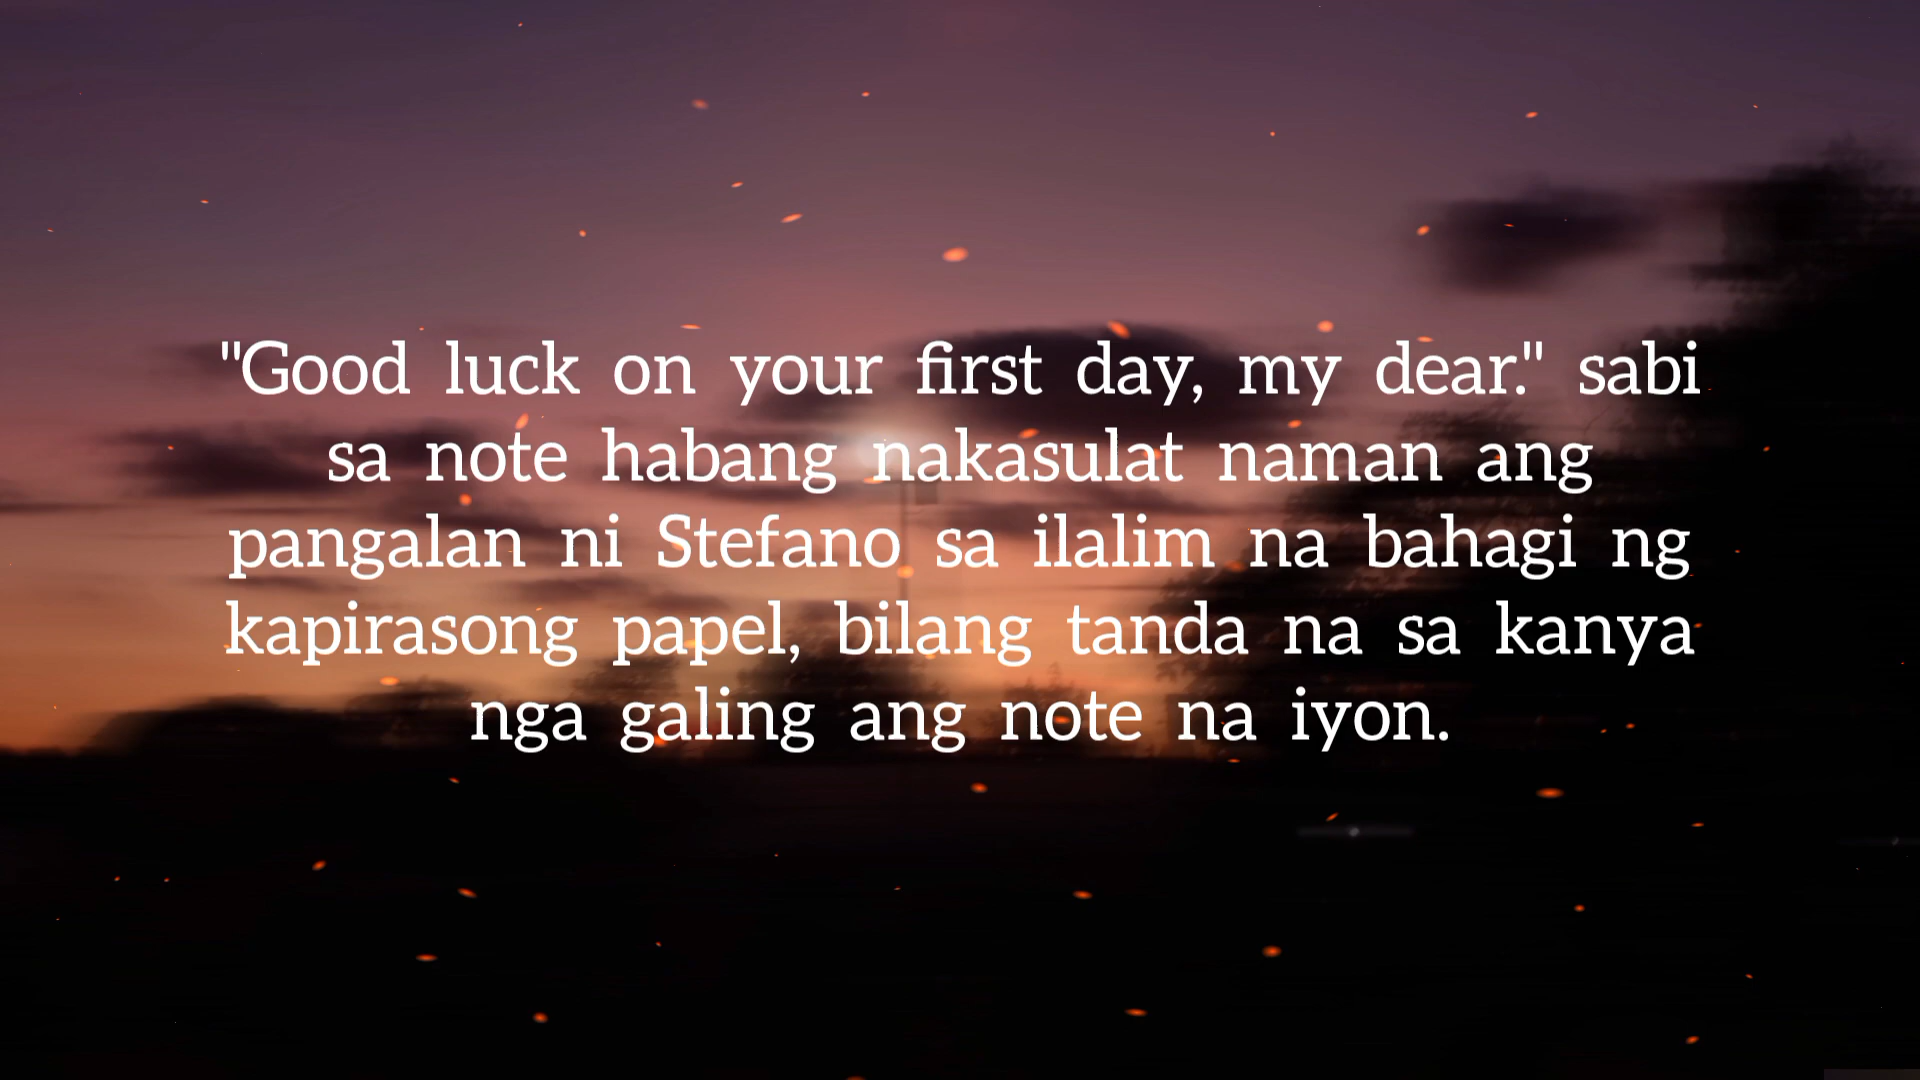 "Good luck on your first day, my dear." sabi
sa note habang nakasulat naman ang
pangalan ni Stefano sa ilalim na bahagi ng
kapirasong papel, bilang tanda na sa kanya
nga galing ang note na iyon.